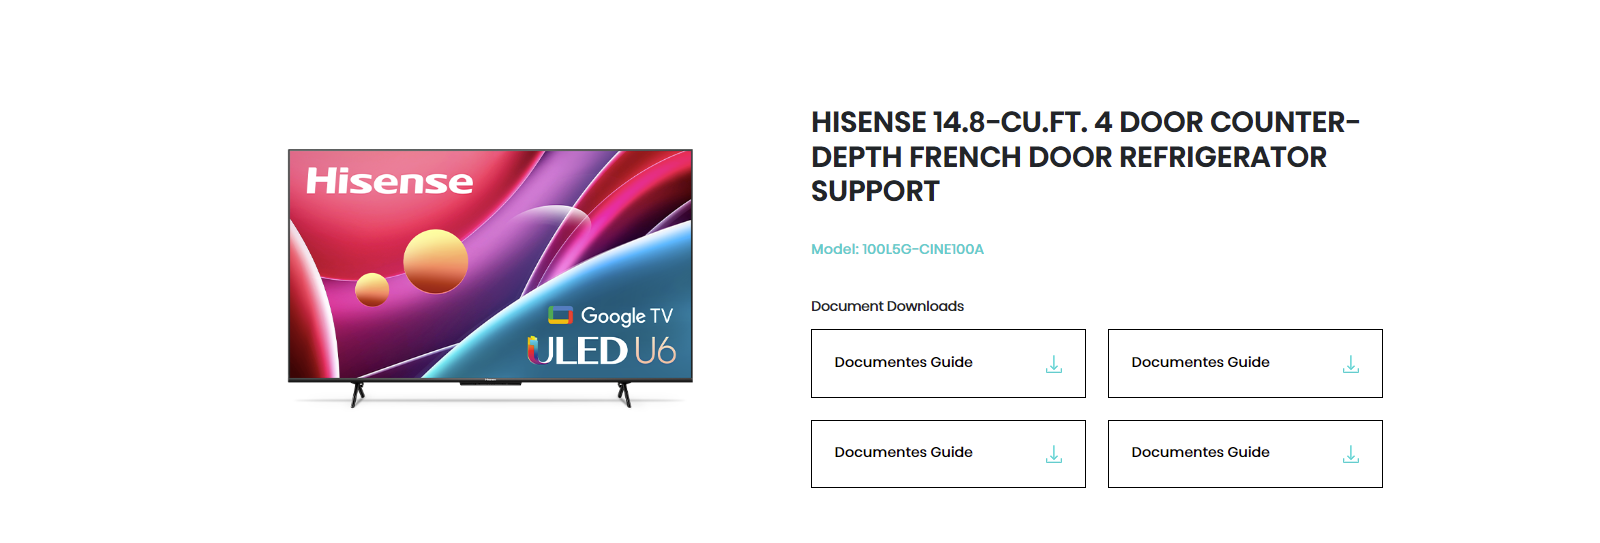 Hisense
Google TV
ULED U6
HISENSE 14.8-CU.FT. 4 DOOR COUNTER-
DEPTH FRENCH DOOR REFRIGERATOR
SUPPORT
Model: 100L5G-CINE100A
Document Downloads
Documentes Guide
Documentes Guide
Documentes Guide
Documentes Guide